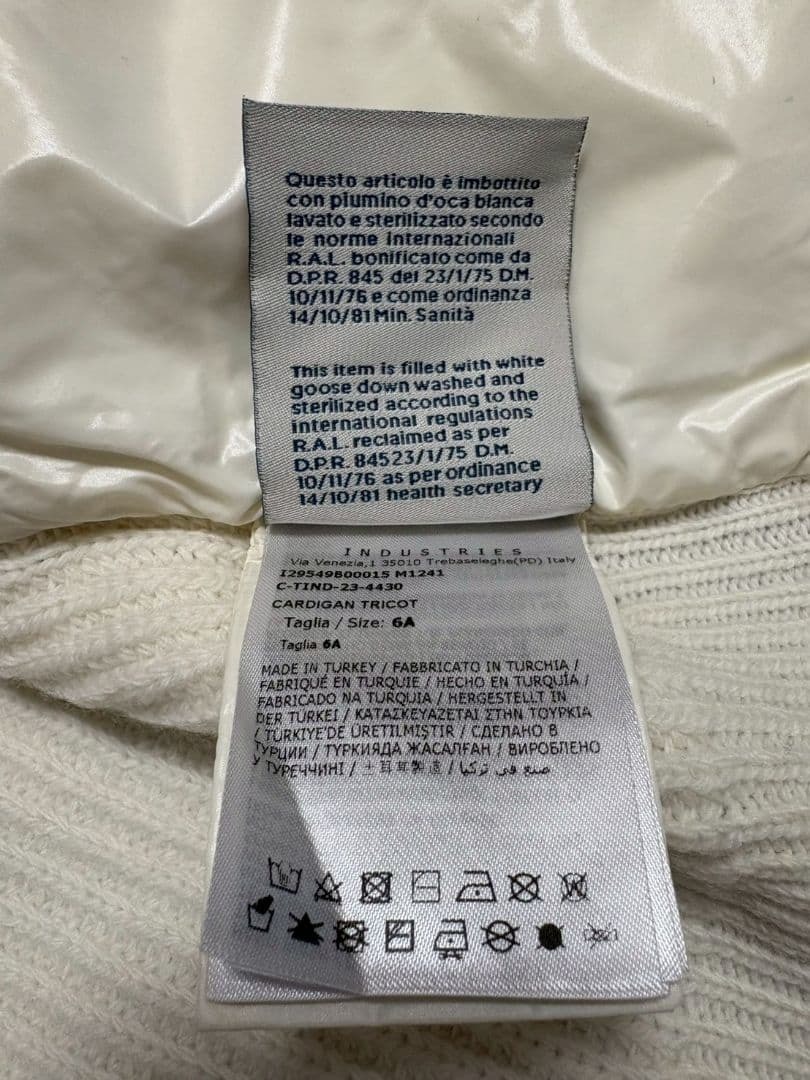 Questo articolo è imbottito
con piumino d'oca bianca
lavato e sterilizzato secondo
le norme internazionali
R.A.L. bonificato come da
D.P.R. 845 del 23/1/75 D.M.
10/11/76 e come ordinanza
14/10/81 Min. Sanità
This item is filled with white
goose down washed and
sterilized according to the
international regulations
R.A.L. reclaimed as per
D.P.R. 84523/1/75 D.M.
10/11/76 as per ordinance
14/10/81 health secretary
INDUSTRIES
Via Venezia,1 35010 Trebaseleghe(PD) Italy
I29549B00015 M1241
C-TIND-23-4430
CARDIGAN TRICOT
Taglia / Size: 6A
Taglia 6A
MADE IN TURKEY / FABBRICATO IN TURCHIA /
FABRIQUÉ EN TURQUIE / HECHO EN TURQUÍA /
FABRICADO NA TURQUIA / HERGESTELLT IN
DER TÜRKEI / ΚΑΤΑΣΚΕΥΑΖΕΤΑΙ ΣΤΗΝ ΤΟΥΡΚΙΑ
/ TÜRKİYE'DE ÜRETİLMİŞTİR / СДЕЛАНО В
ТУРЦИИ / ТҮРКИЯДА ЖАСАЛҒАН / ВИРОБЛЕНО
У ТУРЕЧЧИНІ / 土耳其製造 / صنع في تركيا